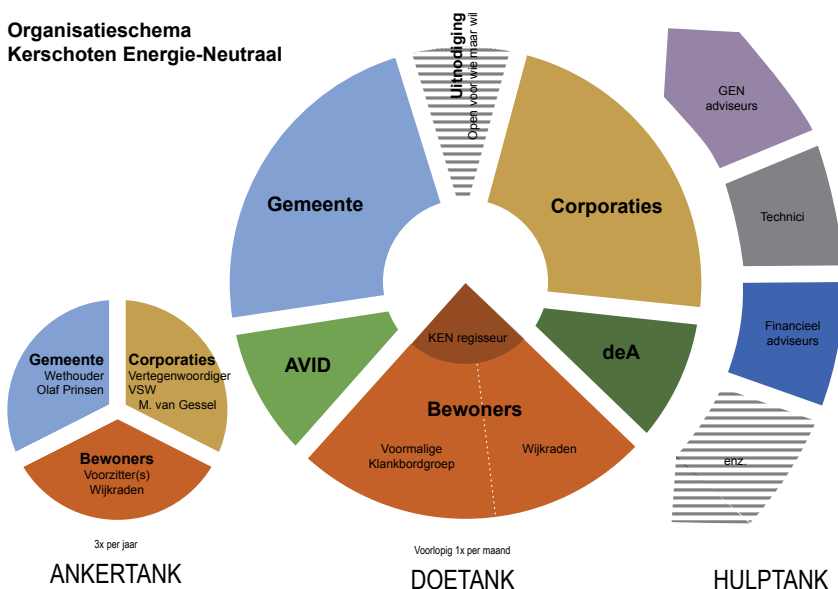 Organisatieschema
Kerschoten Energie-Neutraal
Gemeente
Wethouder
Olaf Prinsen
Corporaties
Vertegenwoordiger
VSW
M. van Gessel
Bewoners
Voorzitter(s)
Wijkraden
3x per jaar
ANKERTANK
Uitnodiging
Open voor wie maar wil
Gemeente
Corporaties
AVID
KEN regisseur
deA
Bewoners
Voormalige
Klankbordgroep
Wijkraden
Voorlopig 1x per maand
DOETANK
GEN
adviseurs
Technici
Financieel
adviseurs
enz.
HULPTANK